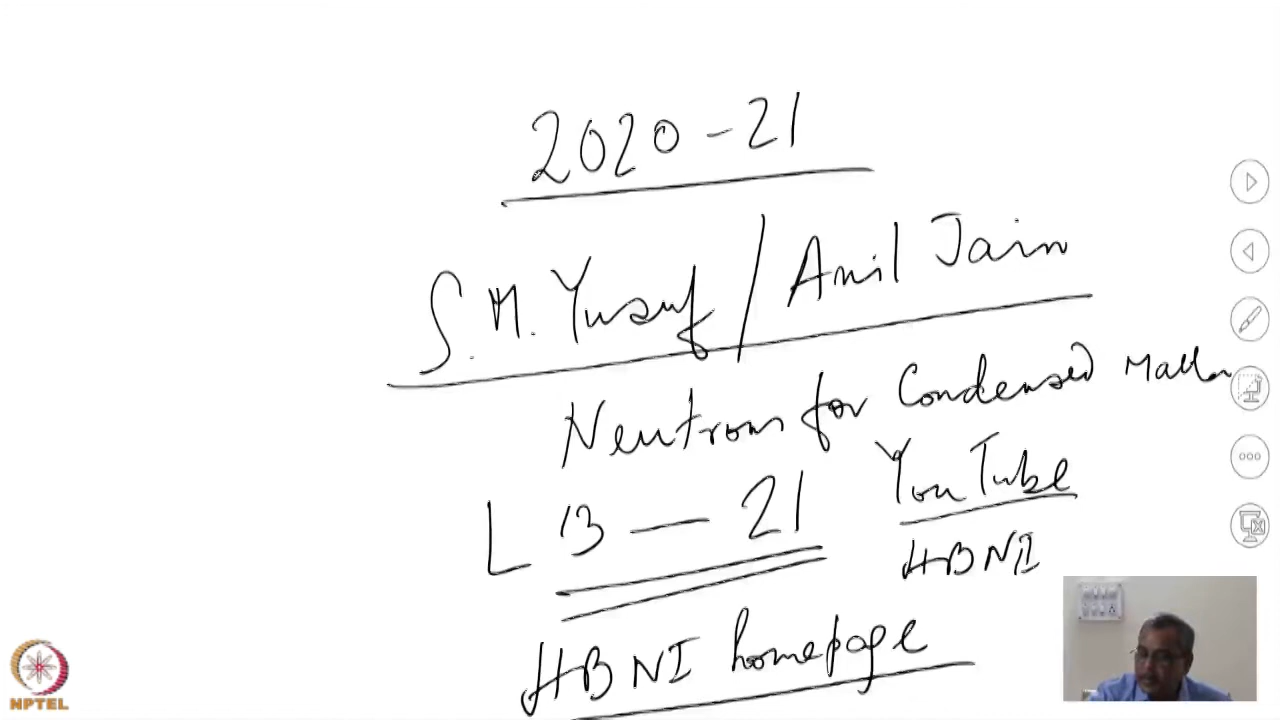 2020-21
S.M. Yusuf / Anil Jain
Neutrons for Condensed Matter
L 13 — 21 YouTube
HBNI
HBNI homepage
NPTEL